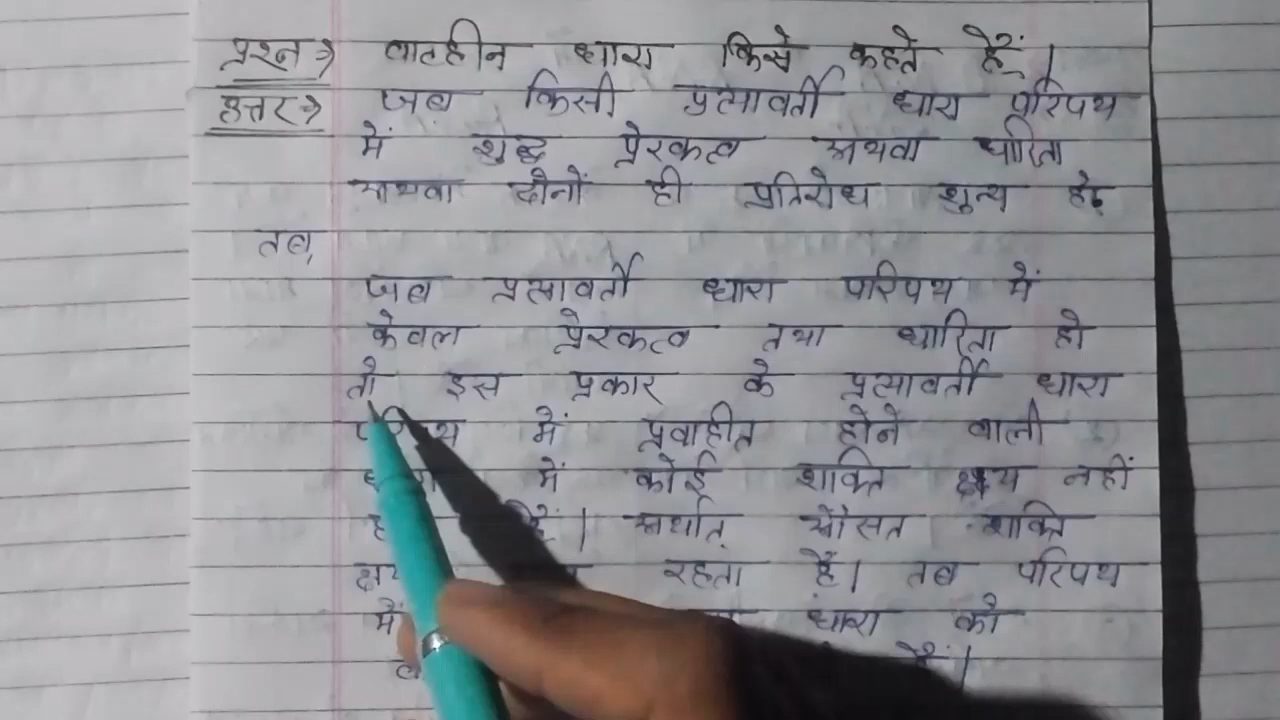 प्रश्न→ वाटहीन धारा किसे कहते हैं।
उत्तर→ जब किसी प्रत्यावर्ती धारा परिपथ
में शुद्ध प्रेरकत्व अथवा धारिता
अथवा दोनों ही प्रतिरोध शुन्य हो
तब,
जब प्रत्यावर्ती धारा परिपथ में
केवल प्रेरकत्व तथा धारिता हो
तो इस प्रकार के प्रत्यावर्ती धारा
में प्रवाहीत होने वाली
में कोई शक्ति क्षय नहीं
हैं। अर्थात् औसत शक्ति
रहता हैं। तब परिपथ
में धारा को
हैं।